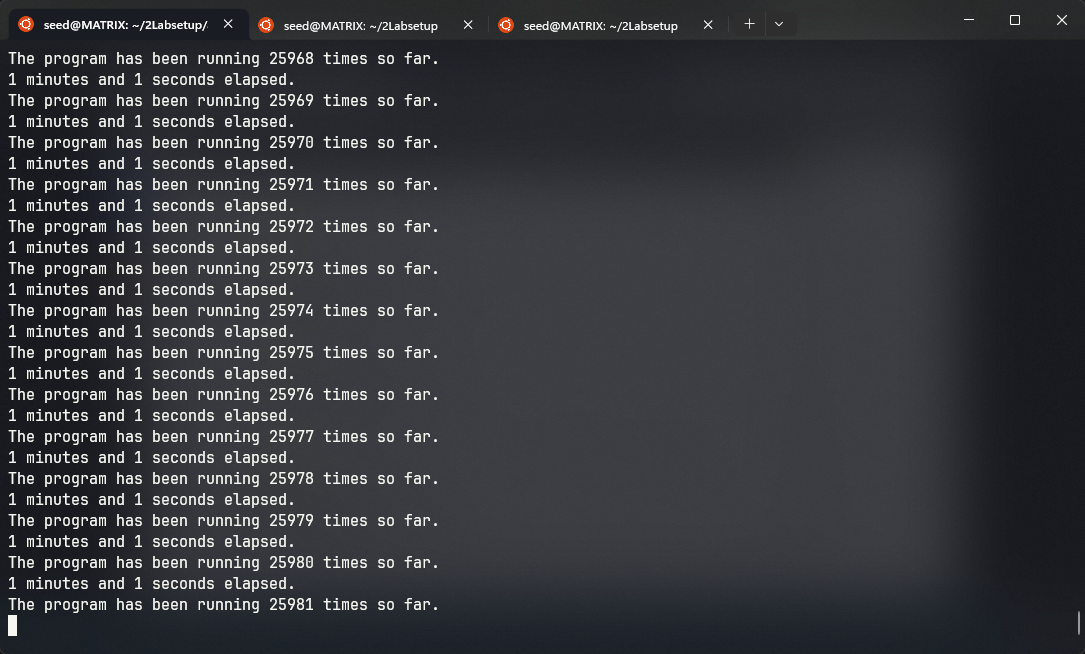 seed@MATRIX: ~/2Labsetup/ seed@MATRIX: ~/2Labsetup seed@MATRIX: ~/2Labsetup
The program has been running 25968 times so far.
1 minutes and 1 seconds elapsed.
The program has been running 25969 times so far.
1 minutes and 1 seconds elapsed.
The program has been running 25970 times so far.
1 minutes and 1 seconds elapsed.
The program has been running 25971 times so far.
1 minutes and 1 seconds elapsed.
The program has been running 25972 times so far.
1 minutes and 1 seconds elapsed.
The program has been running 25973 times so far.
1 minutes and 1 seconds elapsed.
The program has been running 25974 times so far.
1 minutes and 1 seconds elapsed.
The program has been running 25975 times so far.
1 minutes and 1 seconds elapsed.
The program has been running 25976 times so far.
1 minutes and 1 seconds elapsed.
The program has been running 25977 times so far.
1 minutes and 1 seconds elapsed.
The program has been running 25978 times so far.
1 minutes and 1 seconds elapsed.
The program has been running 25979 times so far.
1 minutes and 1 seconds elapsed.
The program has been running 25980 times so far.
1 minutes and 1 seconds elapsed.
The program has been running 25981 times so far.